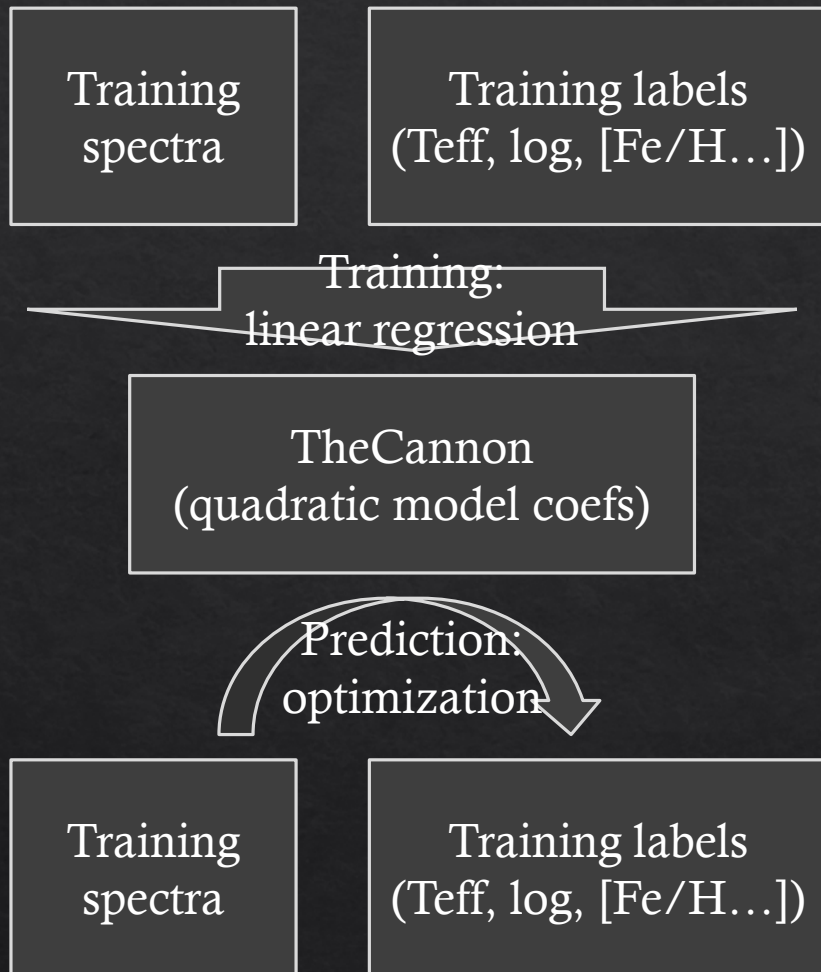 Training
spectra
Training labels
(Teff, log, [Fe/H...])
Training:
linear regression
TheCannon
(quadratic model coefs)
Prediction:
optimization
Training
spectra
Training labels
(Teff, log, [Fe/H...])